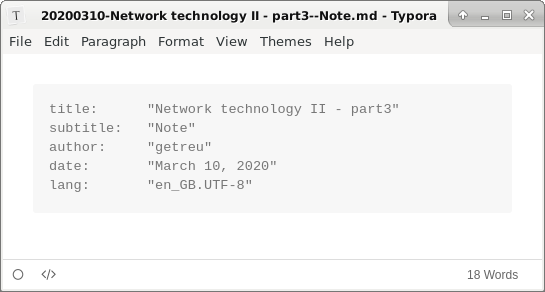 T 20200310-Network technology II - part3--Note.md - Typora
File Edit Paragraph Format View Themes Help
title: "Network technology II - part3"
subtitle: "Note"
author: "getreu"
date: "March 10, 2020"
lang: "en_GB.UTF-8"
</> 18 Words